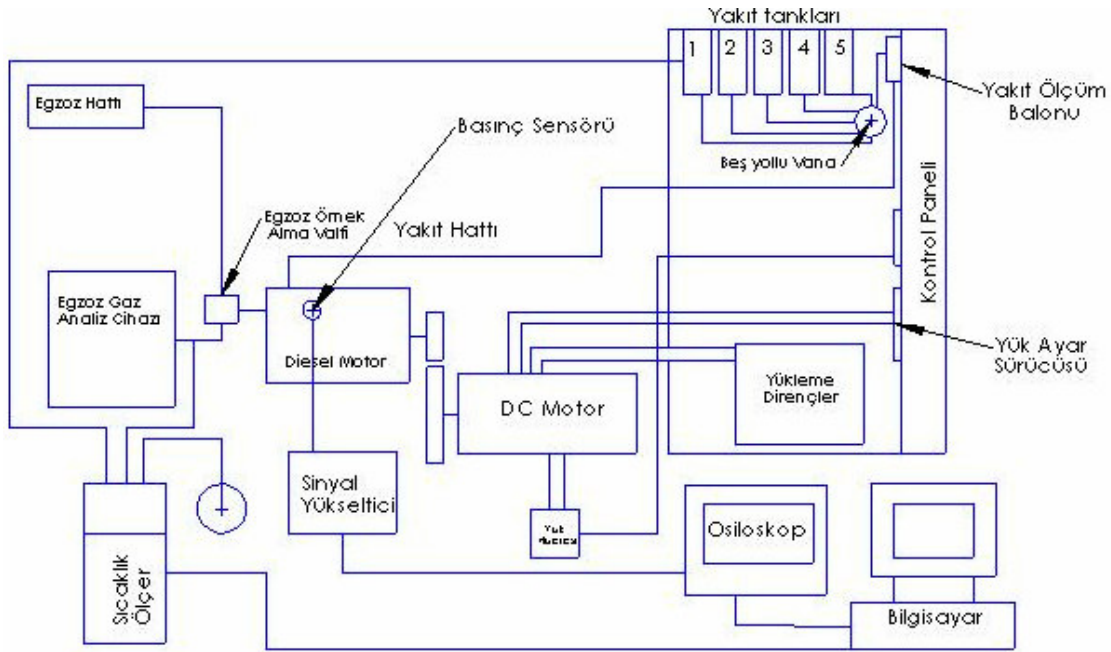 Yakıt tankları
1 2 3 4 5
Yakıt Ölçüm
Balonu
Egzoz Hattı
Basınç Sensörü
Beş yollu Vana
Kontrol Paneli
Egzoz Örnek
Alma Valfi
Yakıt Hattı
Egzoz Gaz
Analiz Cihazı
Diesel Motor
Yük Ayar
Sürücüsü
DC Motor
Yükleme
Dirençler
Sinyal
Yükseltici
Yük
Osiloskop
Sıcaklık
Ölçer
Bilgisayar